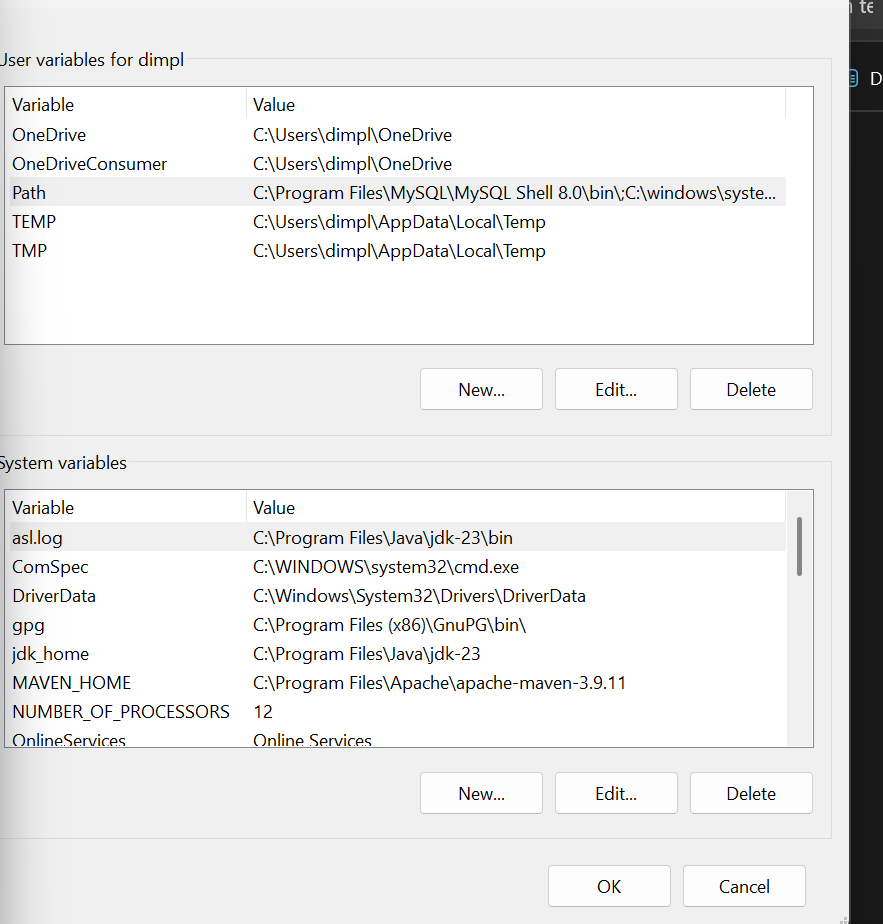 n te
D
User variables for dimpl
Variable Value
OneDrive C:\Users\dimpl\OneDrive
OneDriveConsumer C:\Users\dimpl\OneDrive
Path C:\Program Files\MySQL\MySQL Shell 8.0\bin\;C:\windows\syste...
TEMP C:\Users\dimpl\AppData\Local\Temp
TMP C:\Users\dimpl\AppData\Local\Temp
New... Edit... Delete
System variables
Variable Value
asl.log C:\Program Files\Java\jdk-23\bin
ComSpec C:\WINDOWS\system32\cmd.exe
DriverData C:\Windows\System32\Drivers\DriverData
gpg C:\Program Files (x86)\GnuPG\bin\
jdk_home C:\Program Files\Java\jdk-23
MAVEN_HOME C:\Program Files\Apache\apache-maven-3.9.11
NUMBER_OF_PROCESSORS 12
OnlineServices Online Services
New... Edit... Delete
OK Cancel